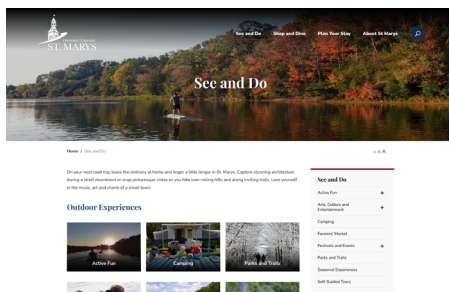 ST. MARYS
See and Do
Shop and Dine
Plan Your Stay
About St Marys
See and Do
Home / See and Do
A A A
On your next road trip, leave the ordinary at home and linger a little longer in St. Marys. Capture stunning architecture
during a stroll downtown or snap picturesque vistas as you hike over rolling hills and along inviting trails. Lose yourself
in the music, art and charm of a small town.
Outdoor Experiences
Active Fun
Camping
Parks and Trails
See and Do
Active Fun +
Arts, Culture and
Entertainment +
Camping
Farmers' Market
Festivals and Events +
Parks and Trails
Seasonal Experiences
Self-Guided Tours